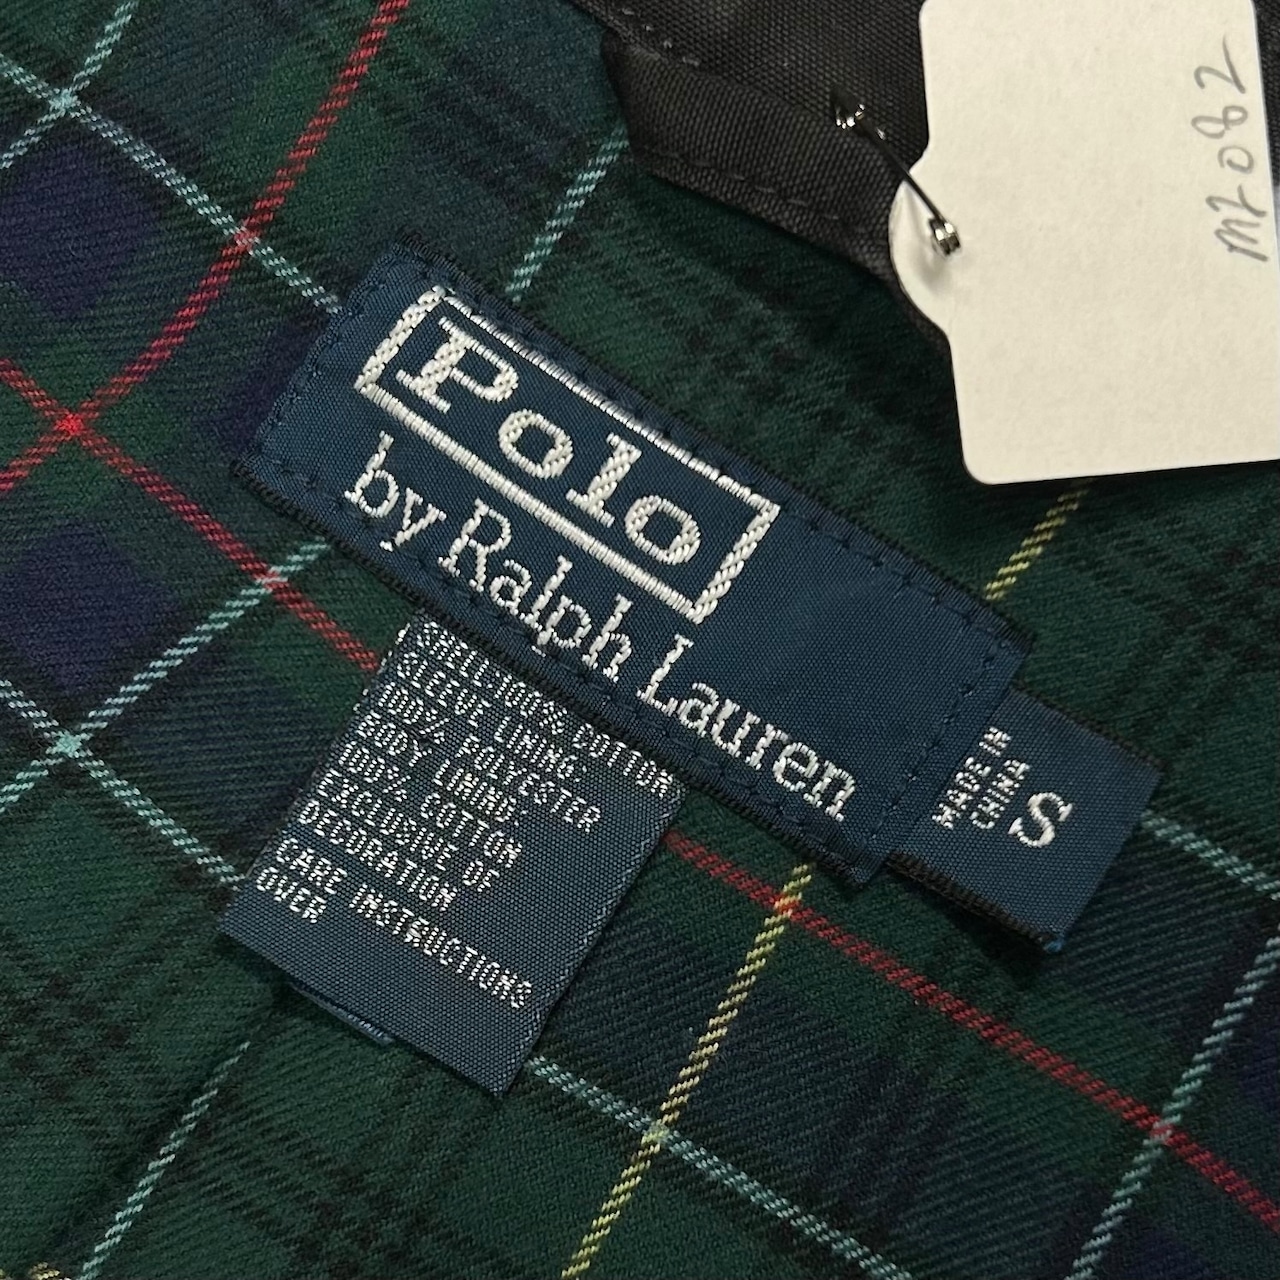 M2082
Polo
by Ralph Lauren
MADE IN
CHINA
S
SHELL: 100% COTTON
SLEEVE LINING:
100% POLYESTER
BODY LINING:
100% COTTON
EXCLUSIVE OF
DECORATION
CARE INSTRUCTIONS
OVER